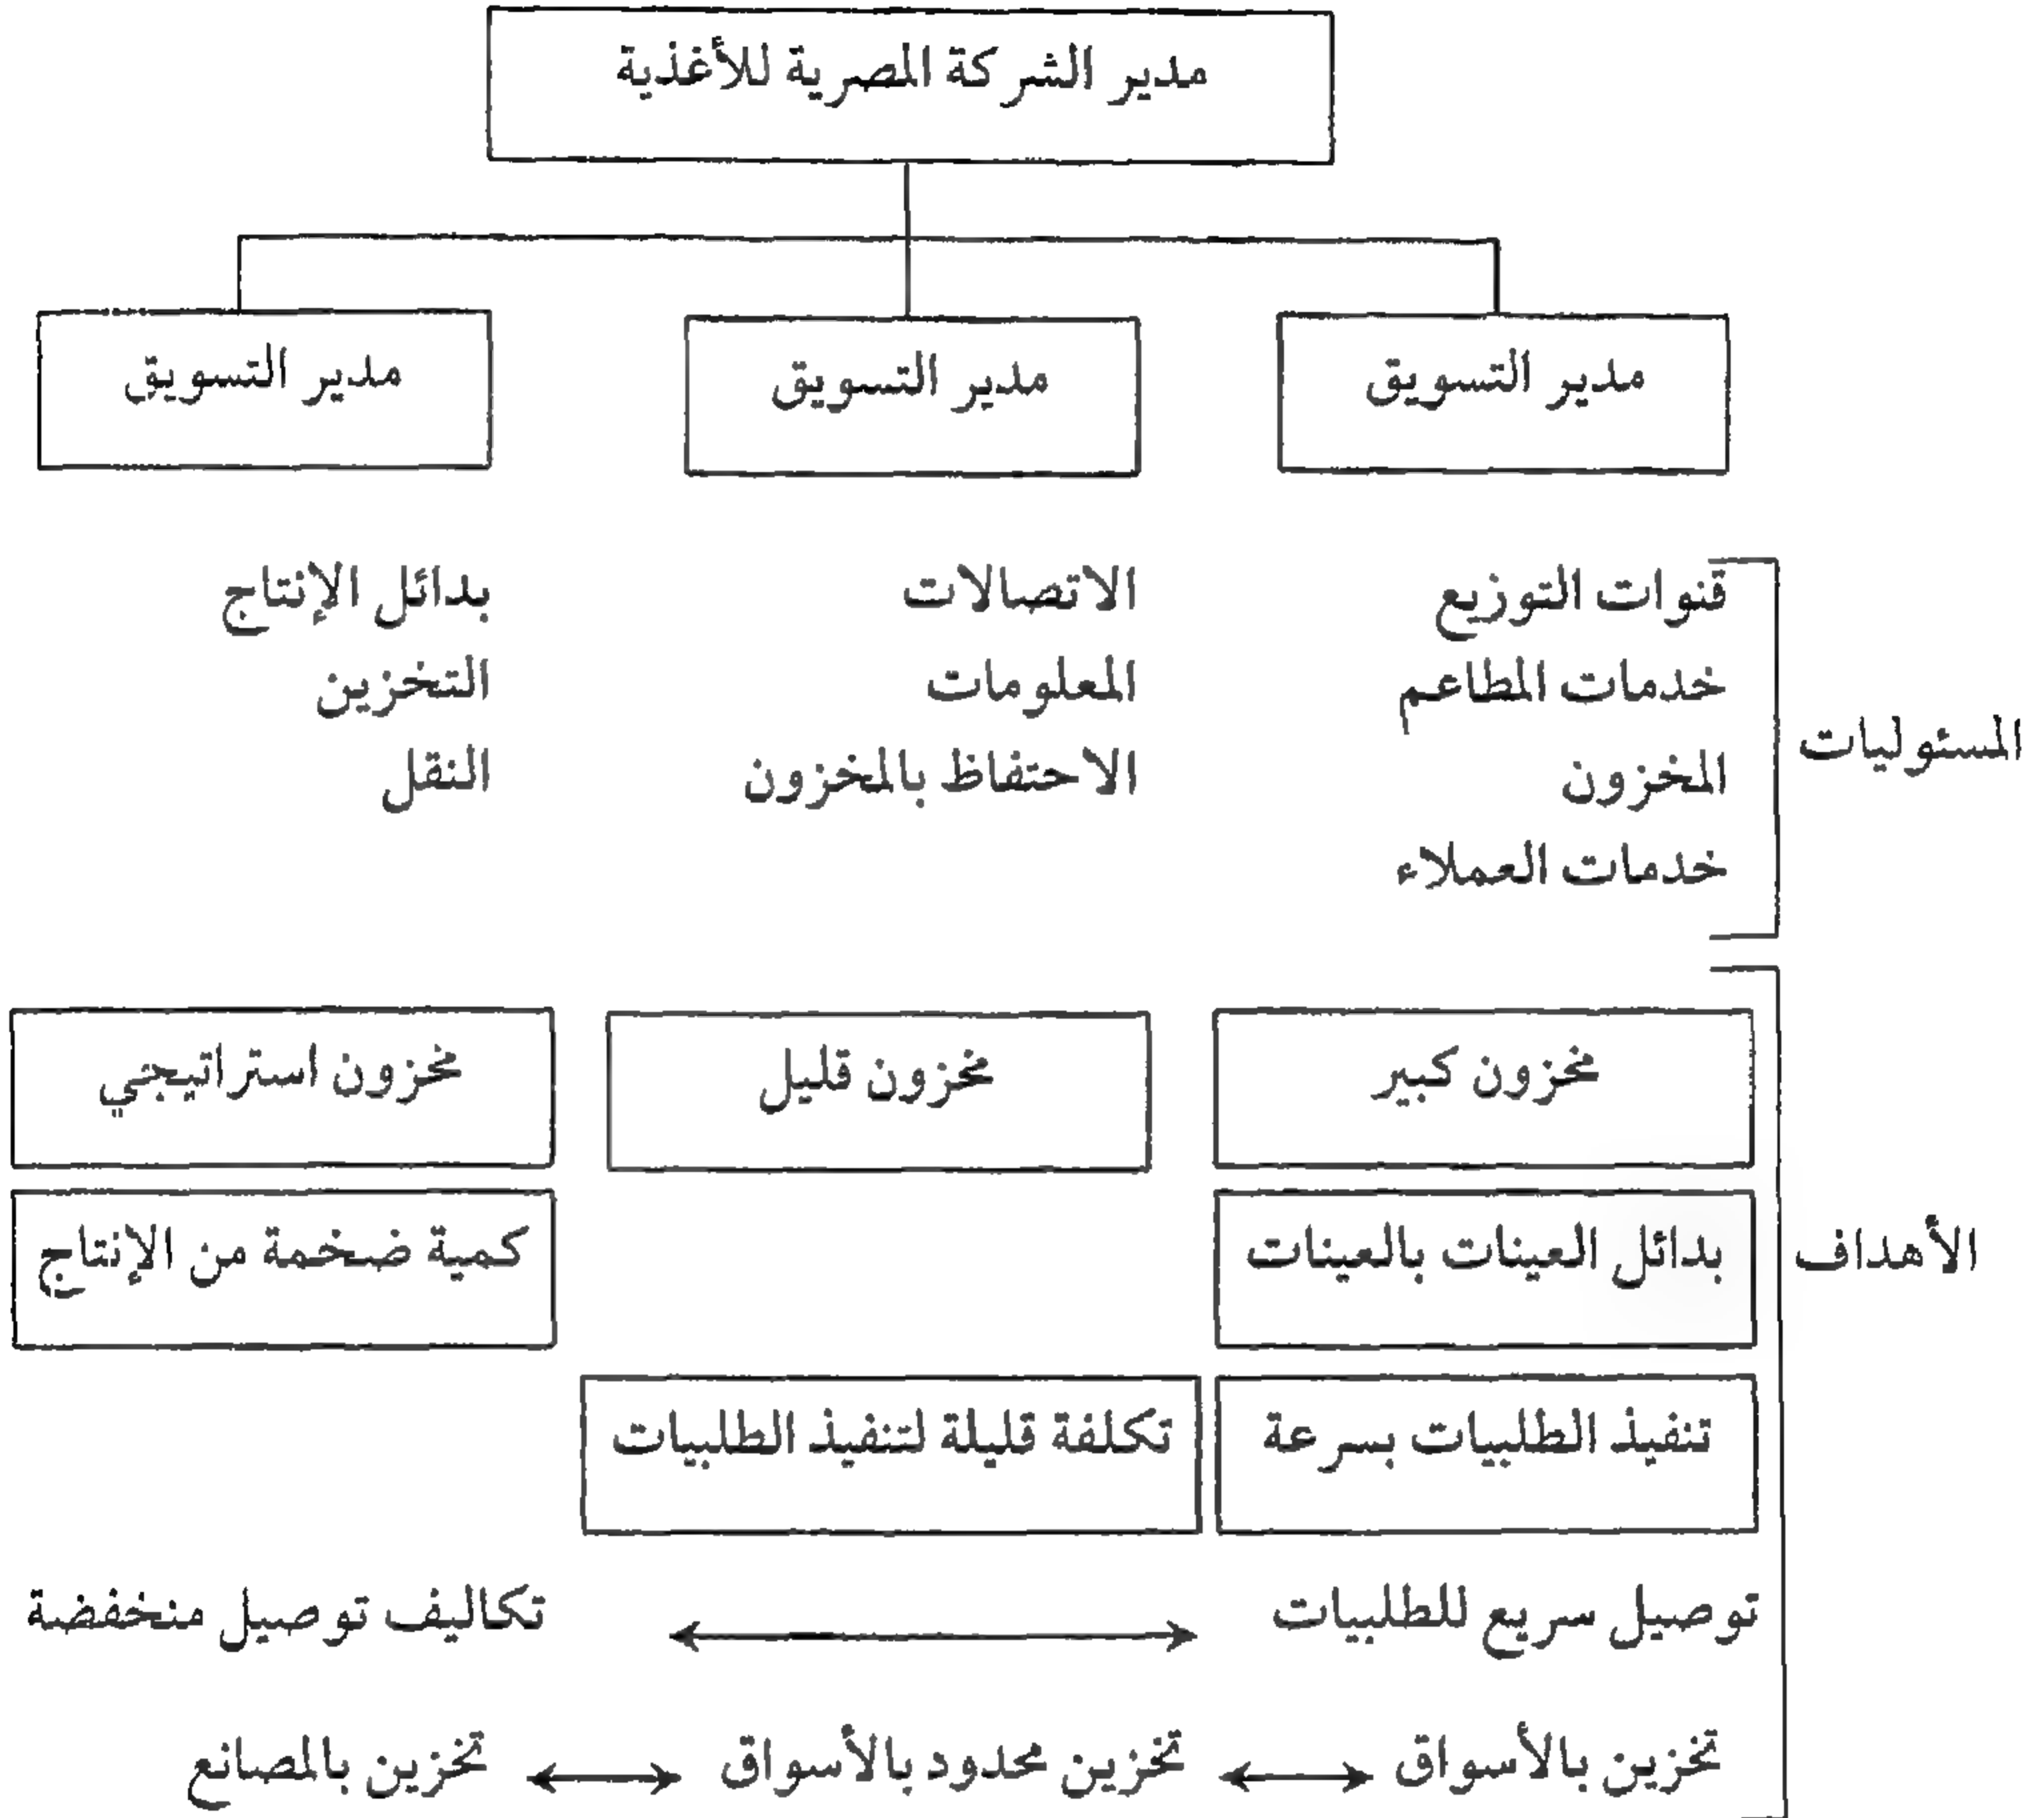 مدير الشركة المصرية للأغذية
مدير التسويق
مدير التسويق
مدير التسويق
المسئوليات
قنوات التوزيع
خدمات المطاعم
المخزون
خدمات العملاء
الاتصالات
المعلومات
الاحتفاظ بالمخزون
بدائل الإنتاج
التخزين
النقل
الأهداف
مخزون كبير
مخزون قليل
مخزون استراتيجي
بدائل العينات بالعينات
كمية ضخمة من الإنتاج
تنفيذ الطلبيات بسرعة
تكلفة قليلة لتنفيذ الطلبيات
توصيل سريع للطلبيات
تكاليف توصيل منخفضة
تخزين بالأسواق
تخزين محدود بالأسواق
تخزين بالمصانع